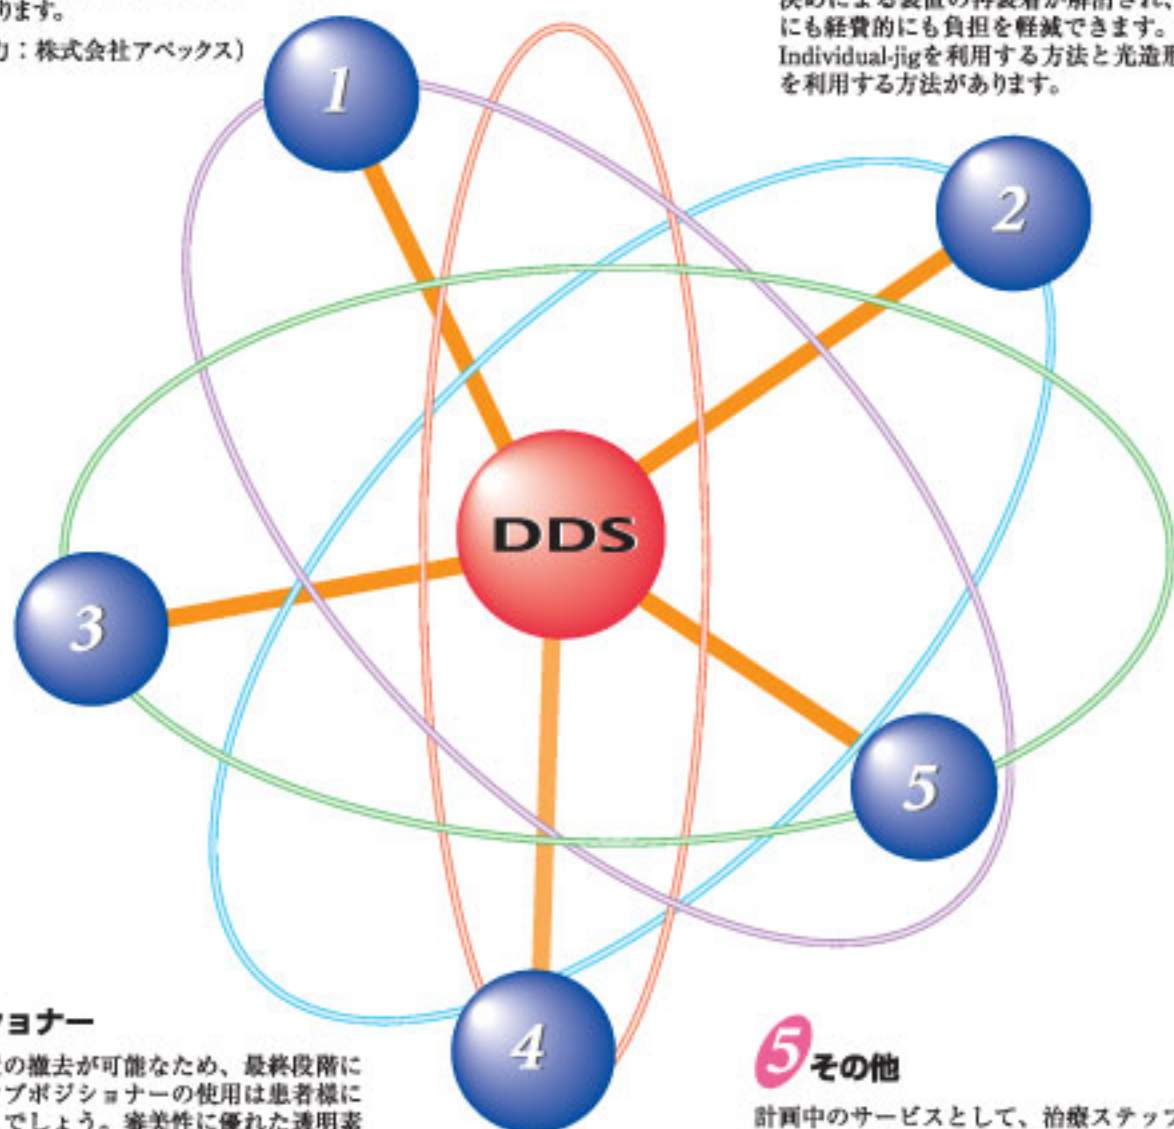 ります。
力：株式会社アペックス）
決めによる装置の再装着が解消され、
にも経費的にも負担を軽減できます。
Individual-jigを利用する方法と光造形
を利用する方法があります。
1
2
DDS
3
5
4
ョナー
の撤去が可能なため、最終段階に
ブポジショナーの使用は患者様に
でしょう。審美性に優れた透明素
5その他
計画中のサービスとして、治療ステップ